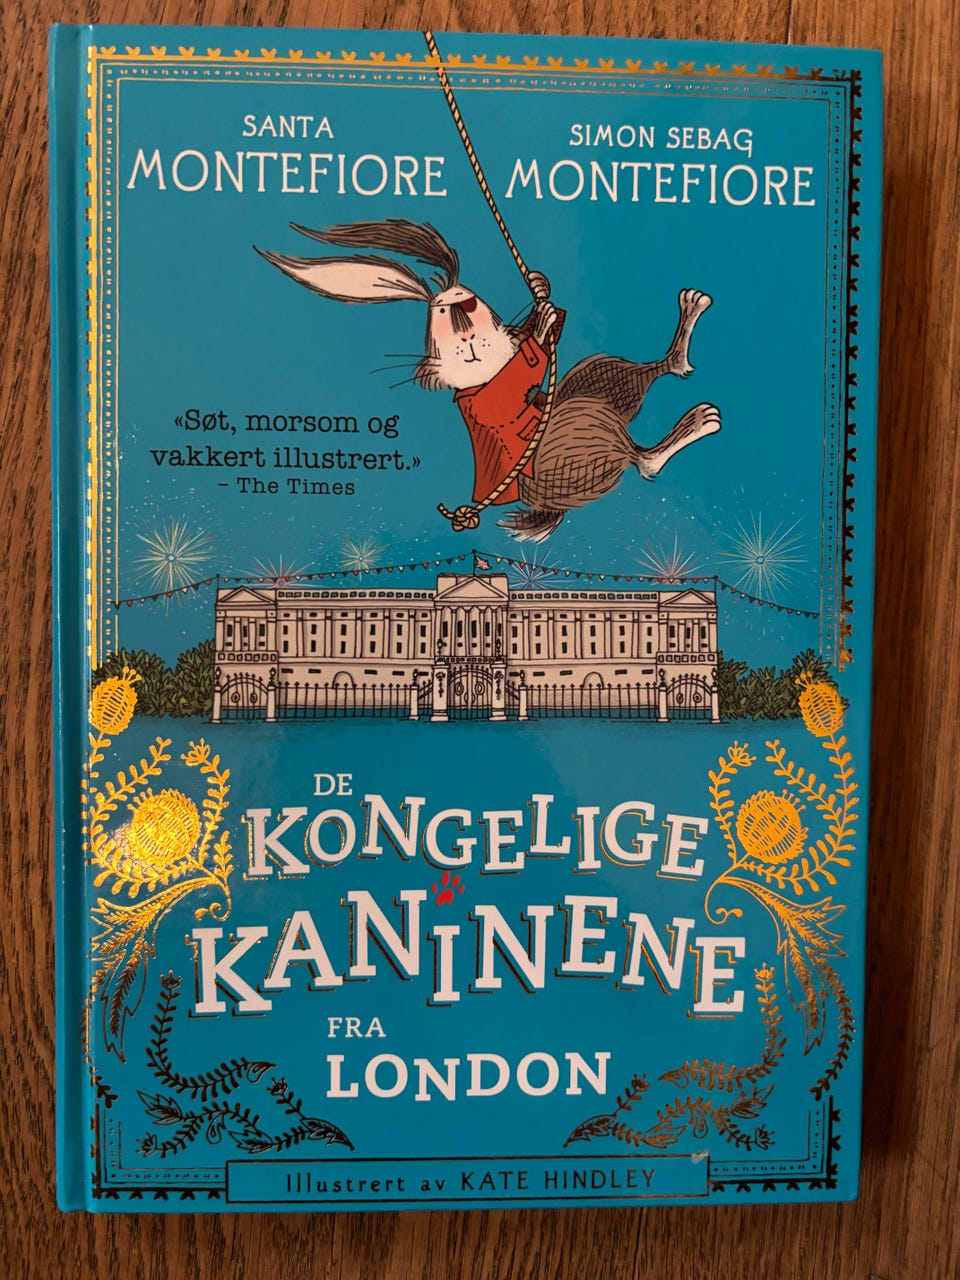 SANTA
MONTEFIORE
SIMON SEBAG
MONTEFIORE
«Søt, morsom og
vakkert illustrert.»
– The Times
DE
KONGELIGE
KANINENE
FRA
LONDON
Illustrert av KATE HINDLEY